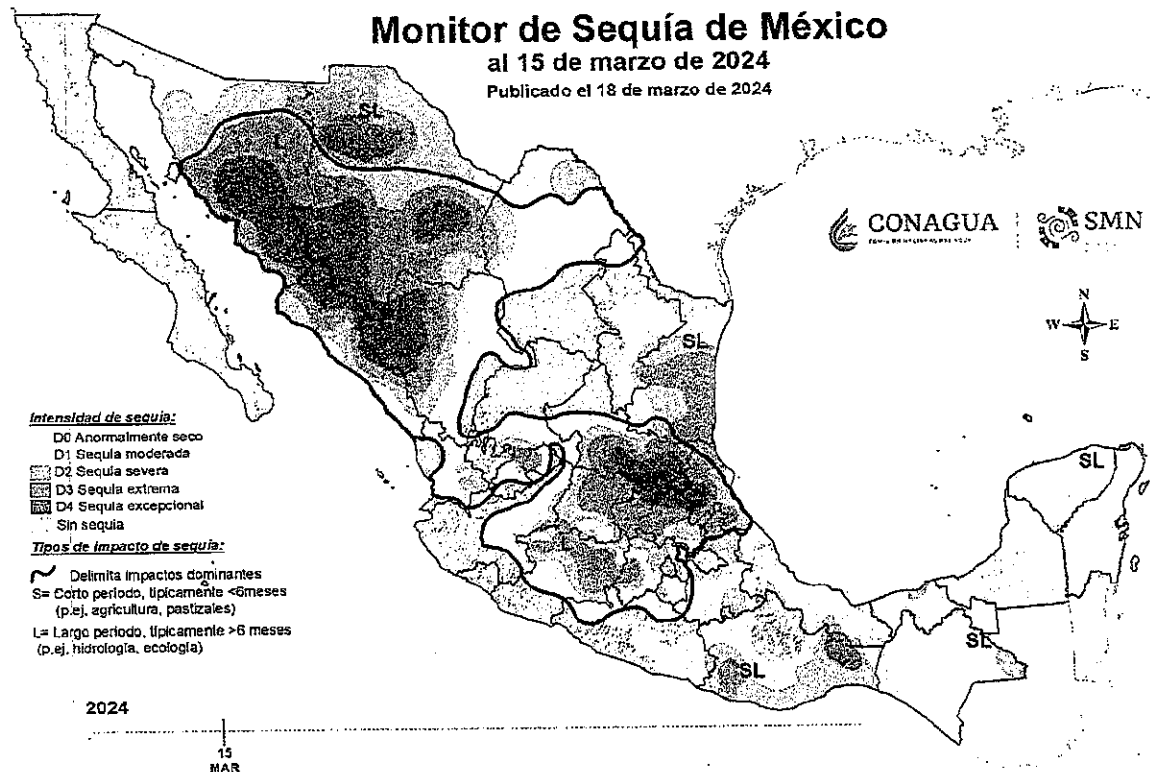 Monitor de Sequía de México
al 15 de marzo de 2024
Publicado el 18 de marzo de 2024
SL
CONAGUA
SMN
N
W E
S
SL
L
SL
Intensidad de sequía:
D0 Anormalmente seco
D1 Sequía moderada
D2 Sequía severa
D3 Sequía extrema
D4 Sequía excepcional
Sin sequía
Tipos de impacto de sequía:
Delimita impactos dominantes
S= Corto periodo, típicamente <6meses
(p.ej, agricultura, pastizales)
L= Largo periodo, típicamente >6 meses
(p.ej, hidrología, ecología)
L
SL
SL
2024
15
MAR